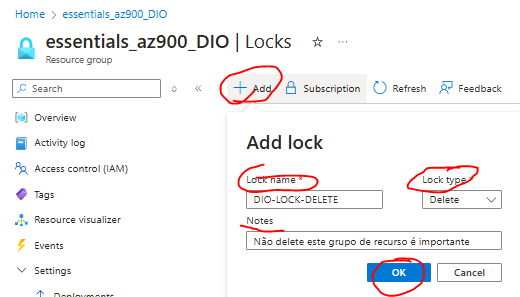 Home > essentials_az900_DIO
essentials_az900_DIO | Locks
Resource group
Search
Add Subscription Refresh Feedback
Overview
Activity log
Access control (IAM)
Tags
Resource visualizer
Events
Settings
Deployments
Add lock
Lock name * Lock type *
DIO-LOCK-DELETE Delete
Notes
Não delete este grupo de recurso é importante
OK Cancel